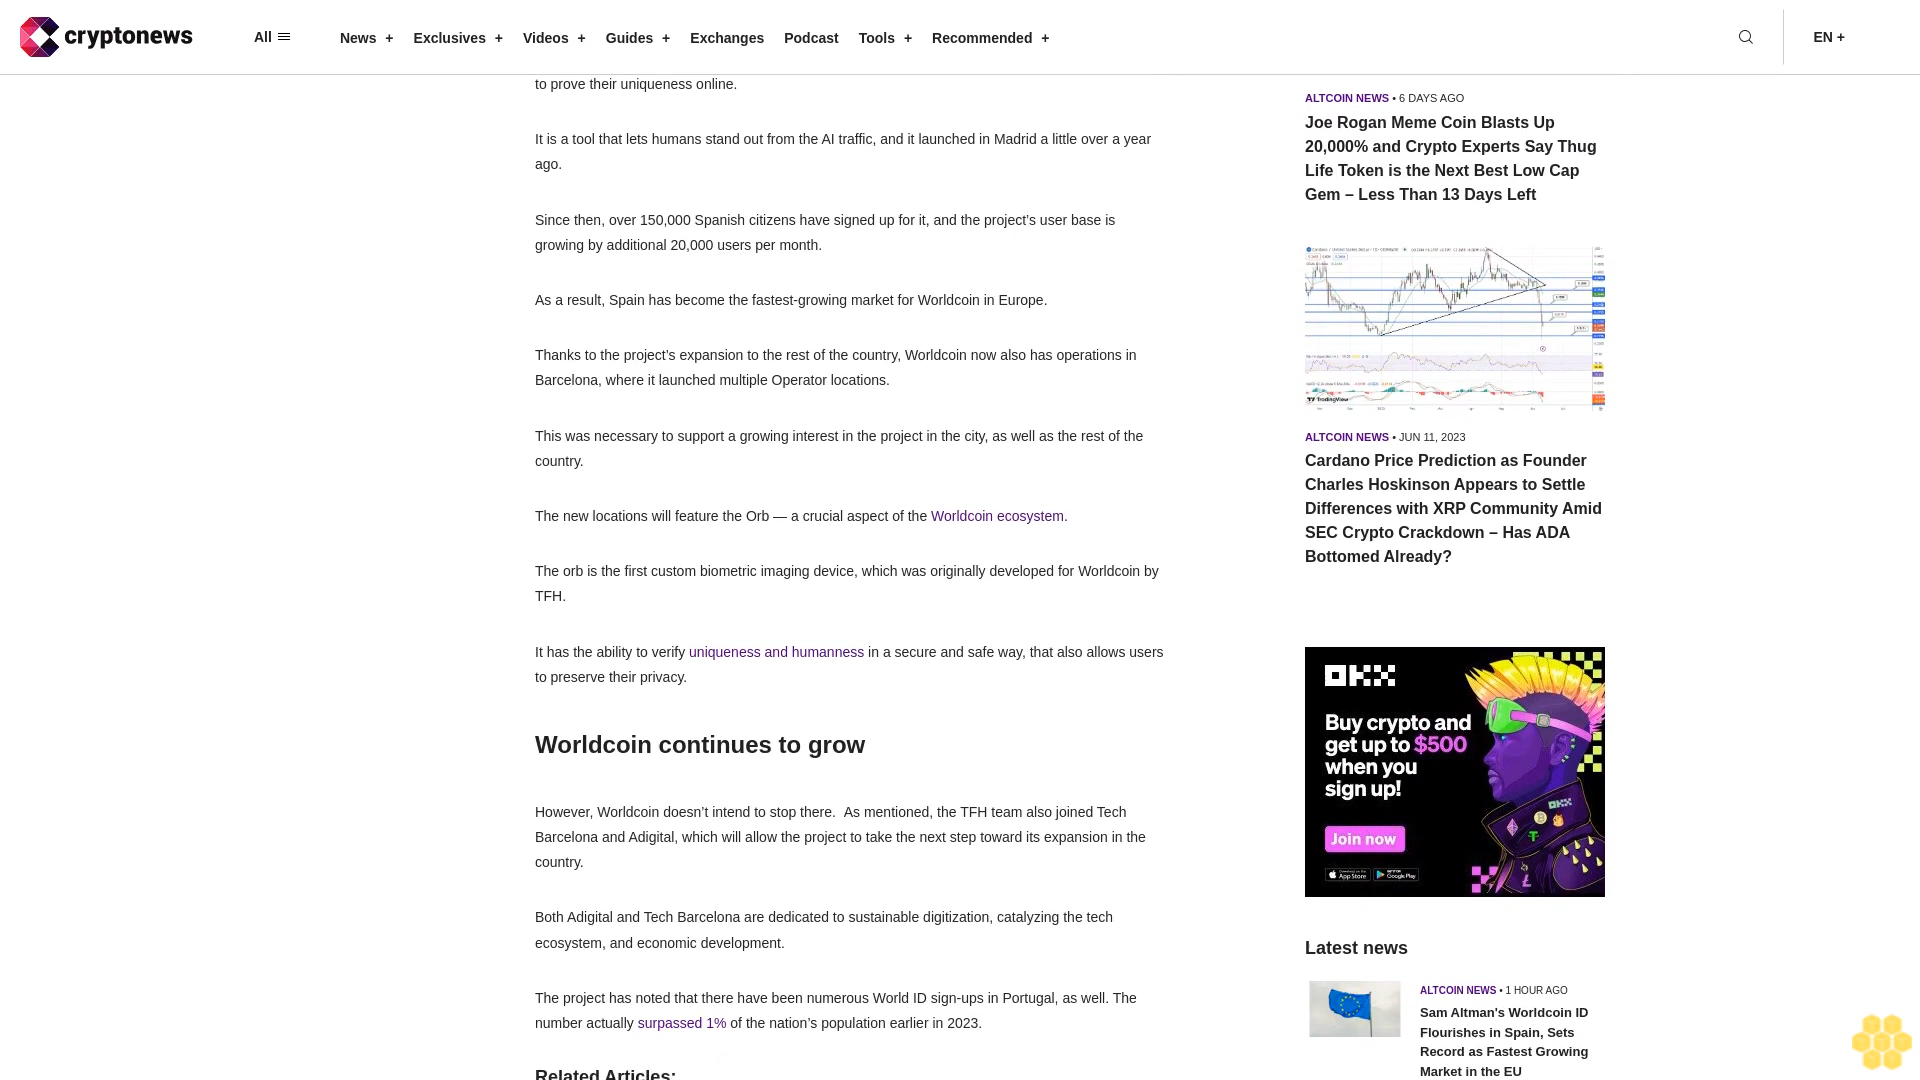 cryptonews
All
News +
Exclusives +
Videos +
Guides +
Exchanges
Podcast
Tools +
Recommended +
EN +
to prove their uniqueness online.
It is a tool that lets humans stand out from the AI traffic, and it launched in Madrid a little over a year
ago.
Since then, over 150,000 Spanish citizens have signed up for it, and the project’s user base is
growing by additional 20,000 users per month.
As a result, Spain has become the fastest-growing market for Worldcoin in Europe.
Thanks to the project’s expansion to the rest of the country, Worldcoin now also has operations in
Barcelona, where it launched multiple Operator locations.
This was necessary to support a growing interest in the project in the city, as well as the rest of the
country.
The new locations will feature the Orb — a crucial aspect of the Worldcoin ecosystem.
The orb is the first custom biometric imaging device, which was originally developed for Worldcoin by
TFH.
It has the ability to verify uniqueness and humanness in a secure and safe way, that also allows users
to preserve their privacy.
Worldcoin continues to grow
However, Worldcoin doesn’t intend to stop there.  As mentioned, the TFH team also joined Tech
Barcelona and Adigital, which will allow the project to take the next step toward its expansion in the
country.
Both Adigital and Tech Barcelona are dedicated to sustainable digitization, catalyzing the tech
ecosystem, and economic development.
The project has noted that there have been numerous World ID sign-ups in Portugal, as well. The
number actually surpassed 1% of the nation’s population earlier in 2023.
Related Articles:
ALTCOIN NEWS • 6 DAYS AGO
Joe Rogan Meme Coin Blasts Up
20,000% and Crypto Experts Say Thug
Life Token is the Next Best Low Cap
Gem – Less Than 13 Days Left
TradingView
ALTCOIN NEWS • JUN 11, 2023
Cardano Price Prediction as Founder
Charles Hoskinson Appears to Settle
Differences with XRP Community Amid
SEC Crypto Crackdown – Has ADA
Bottomed Already?
OKX
Buy crypto and
get up to $500
when you
sign up!
Join now
App Store
Google Play
OKX
Latest news
ALTCOIN NEWS • 1 HOUR AGO
Sam Altman's Worldcoin ID
Flourishes in Spain, Sets
Record as Fastest Growing
Market in the EU